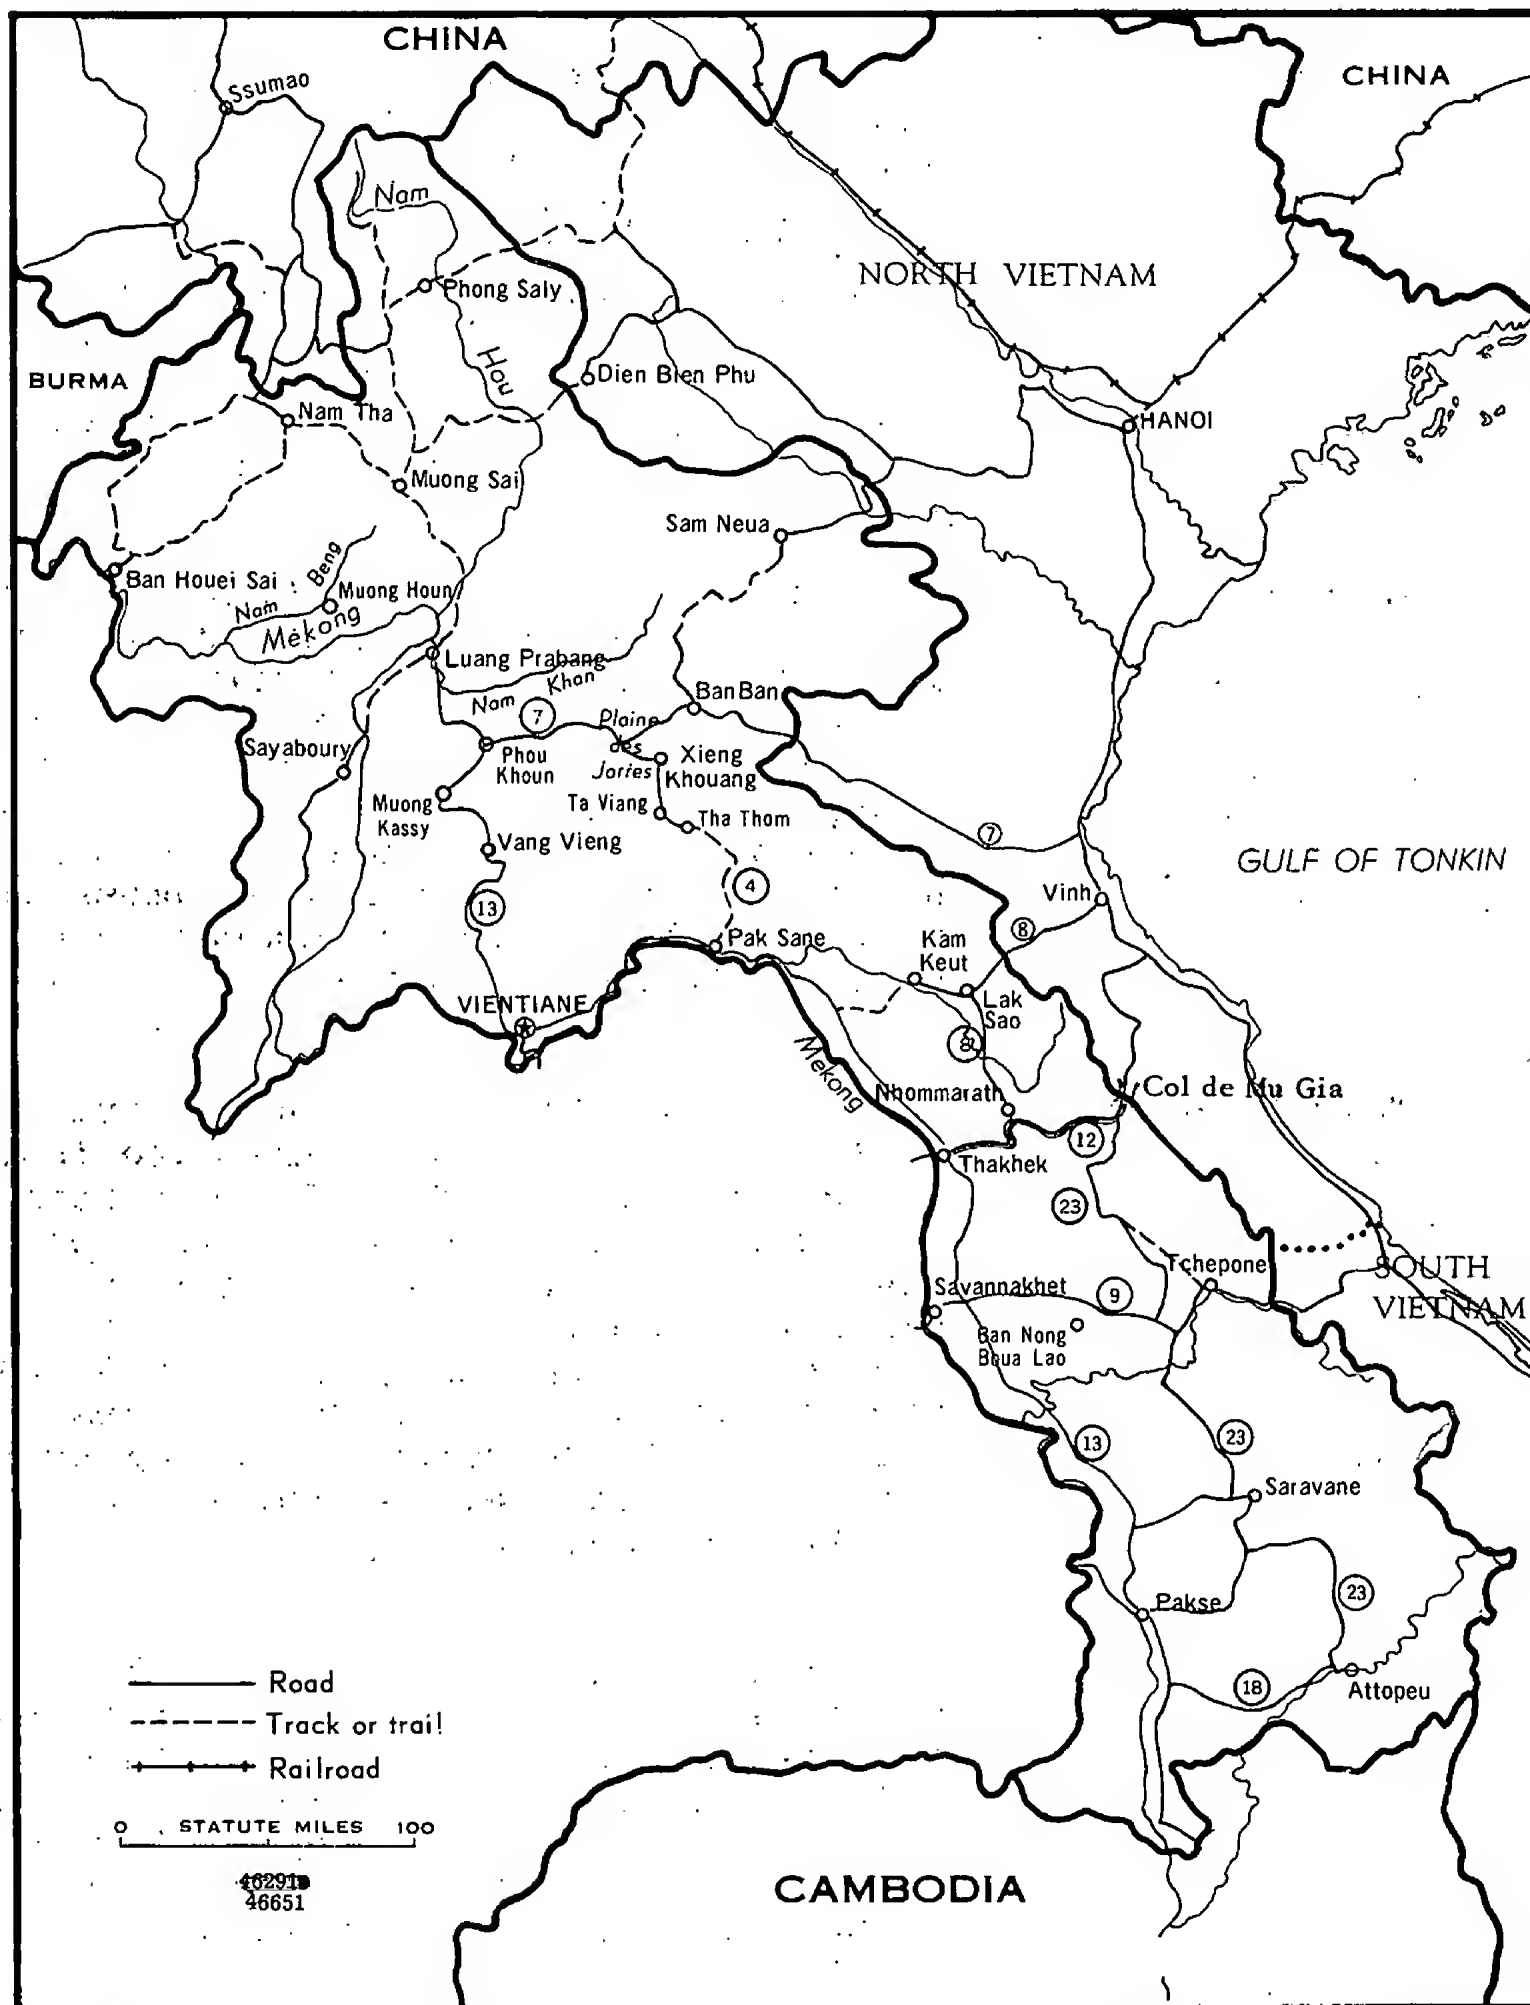 CHINA
CHINA
Ssumao
Nam
NORTH VIETNAM
Phong Saly
Hou
BURMA
Dien Bien Phu
Nam Tha
HANOI
Muong Sai
Sam Neua
Ban Houei Sai
Beng
Muong Houn
Nam
Mekong
Luang Prabang
Nam Khan
Ban Ban
7
Plaine
des
Jarres
Sayaboury
Phou
Khoun
Xieng
Khouang
Muong
Kassy
Ta Viang
Tha Thom
Vang Vieng
7
GULF OF TONKIN
4
Vinh
13
8
Pak Sane
Kam
Keut
VIENTIANE
Lak
Sao
8
Mekong
Nhommarath
Col de Mu Gia
12
Thakhek
23
Tchepone
SOUTH
VIETNAM
Savannakhet
9
Ban Nong
Boua Lao
13
23
Saravane
23
Pakse
18
Attopeu
Road
Track or trail
Railroad
0 STATUTE MILES 100
46651
CAMBODIA